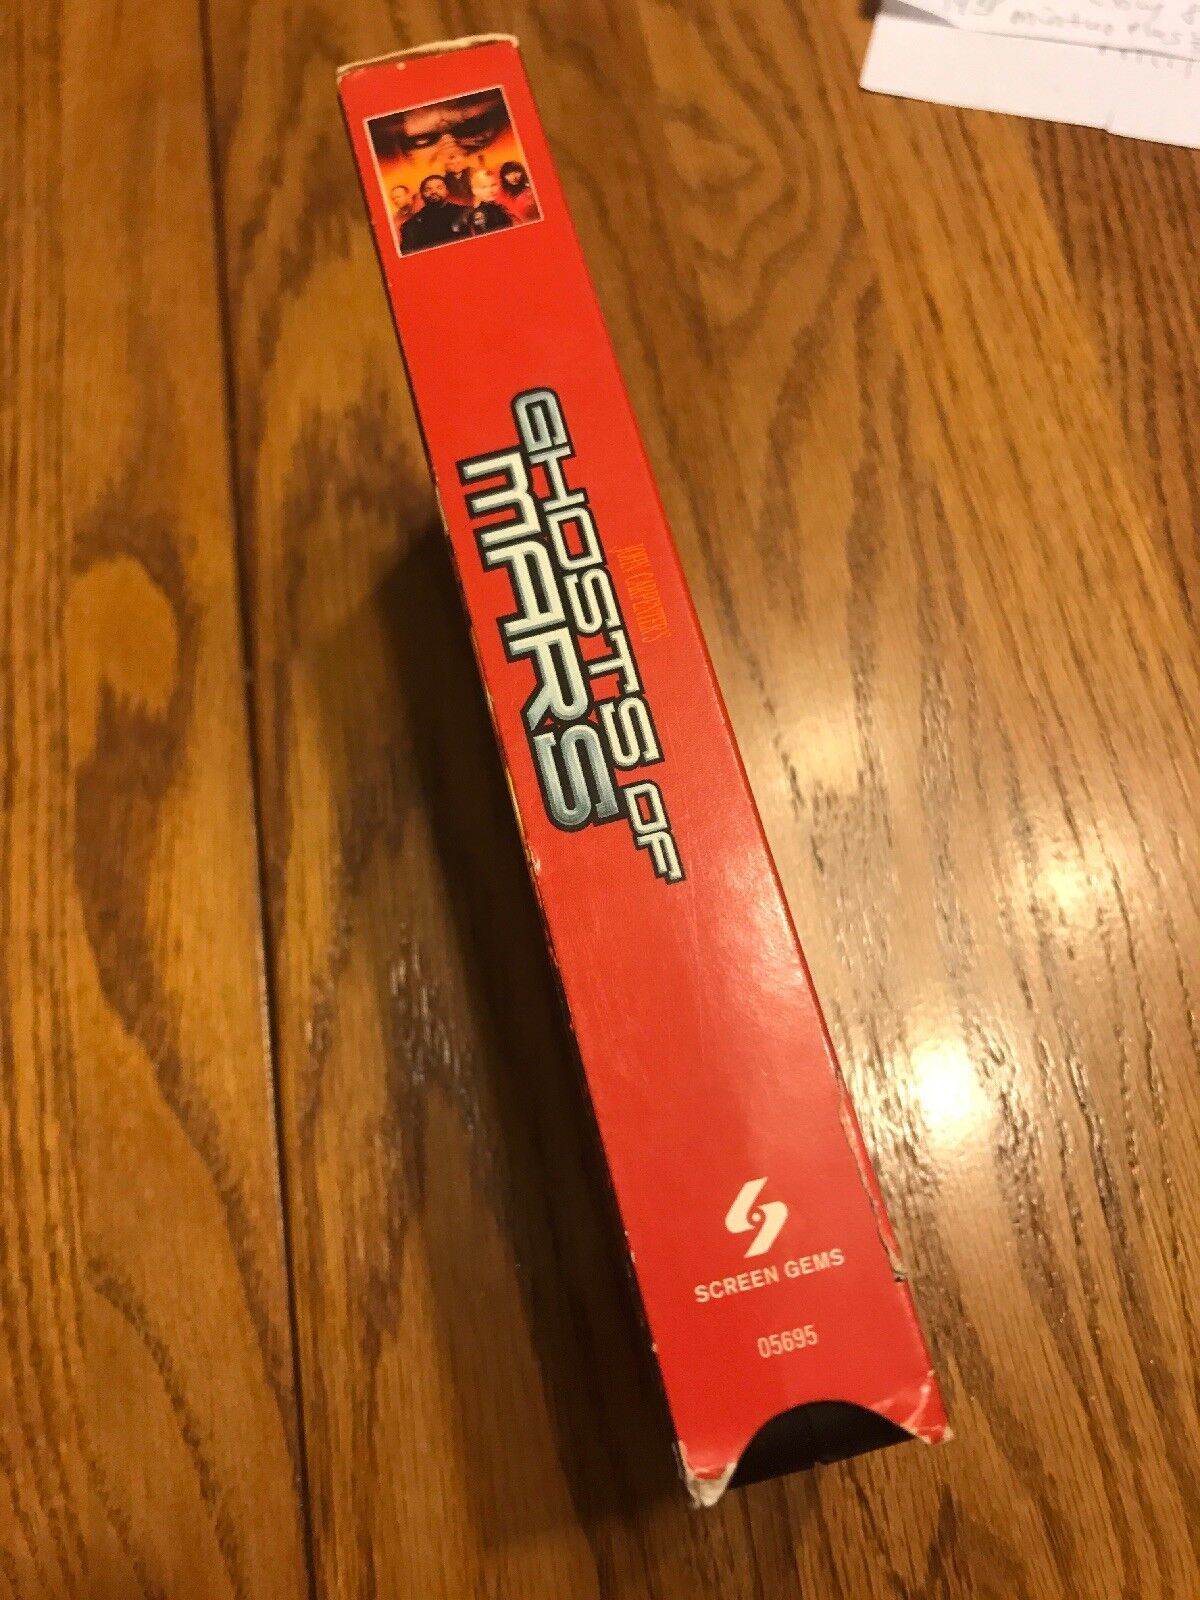 JOHN CARPENTER'S
GHOSTS OF
MARS
SCREEN GEMS
05695